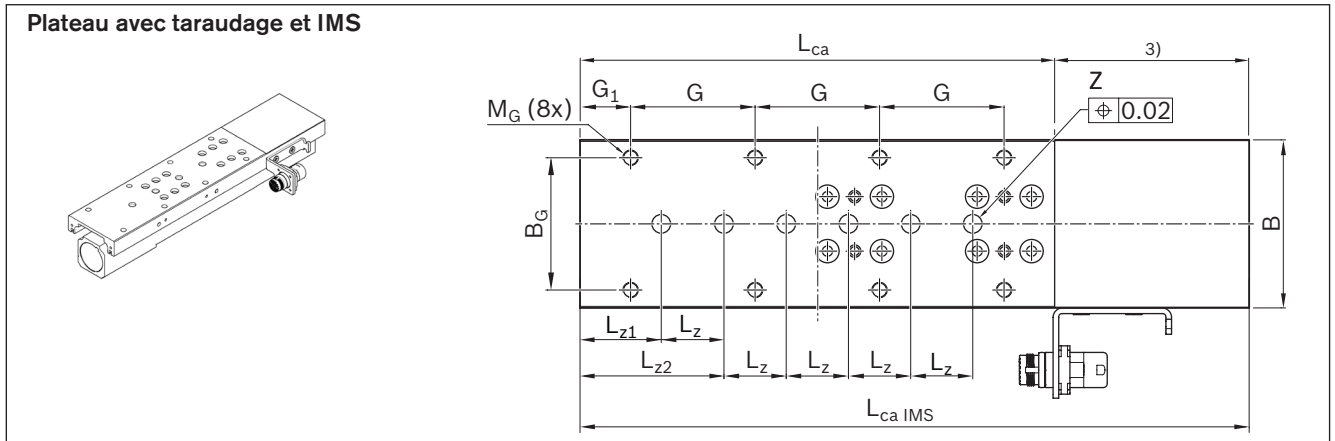 Plateau avec taraudage et IMS
L_ca
3)
G_1 G G G
Z
M_G (8x)
⌖ 0.02
B_G
B
L_z1 L_z
L_z2 L_z L_z L_z L_z
L_ca IMS